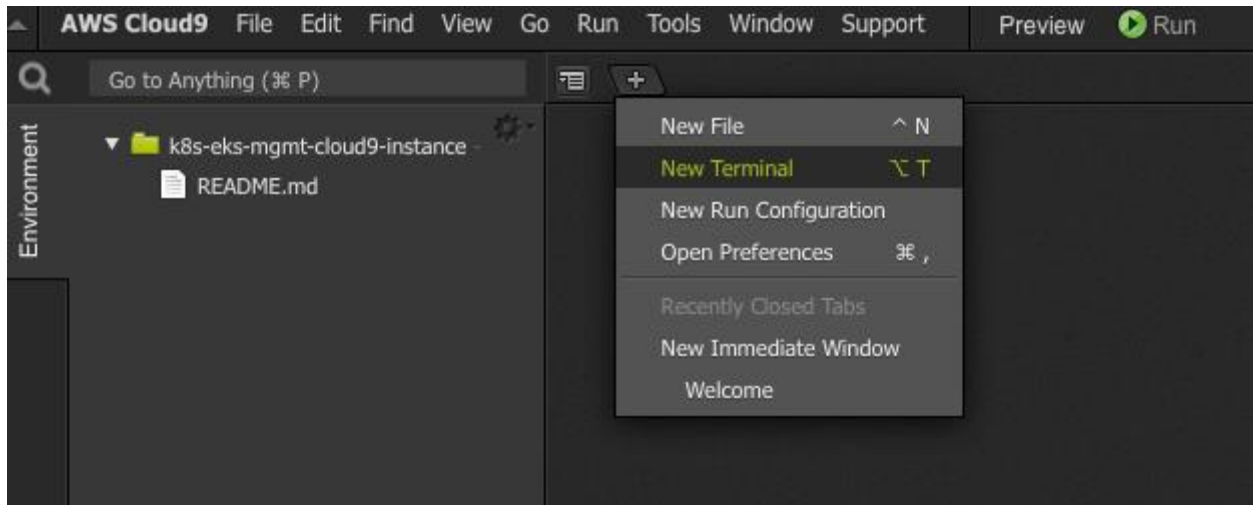 AWS Cloud9 File Edit Find View Go Run Tools Window Support Preview Run
Go to Anything (⌘ P)
Environment
k8s-eks-mgmt-cloud9-instance -
README.md
New File ^ N
New Terminal ⌥ T
New Run Configuration
Open Preferences ⌘ ,
Recently Closed Tabs
New Immediate Window
Welcome